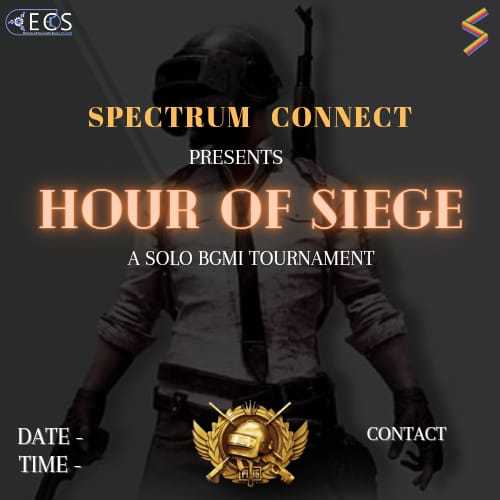 ECS
SPECTRUM CONNECT
PRESENTS
HOUR OF SIEGE
A SOLO BGMI TOURNAMENT
DATE -
TIME -
CONTACT